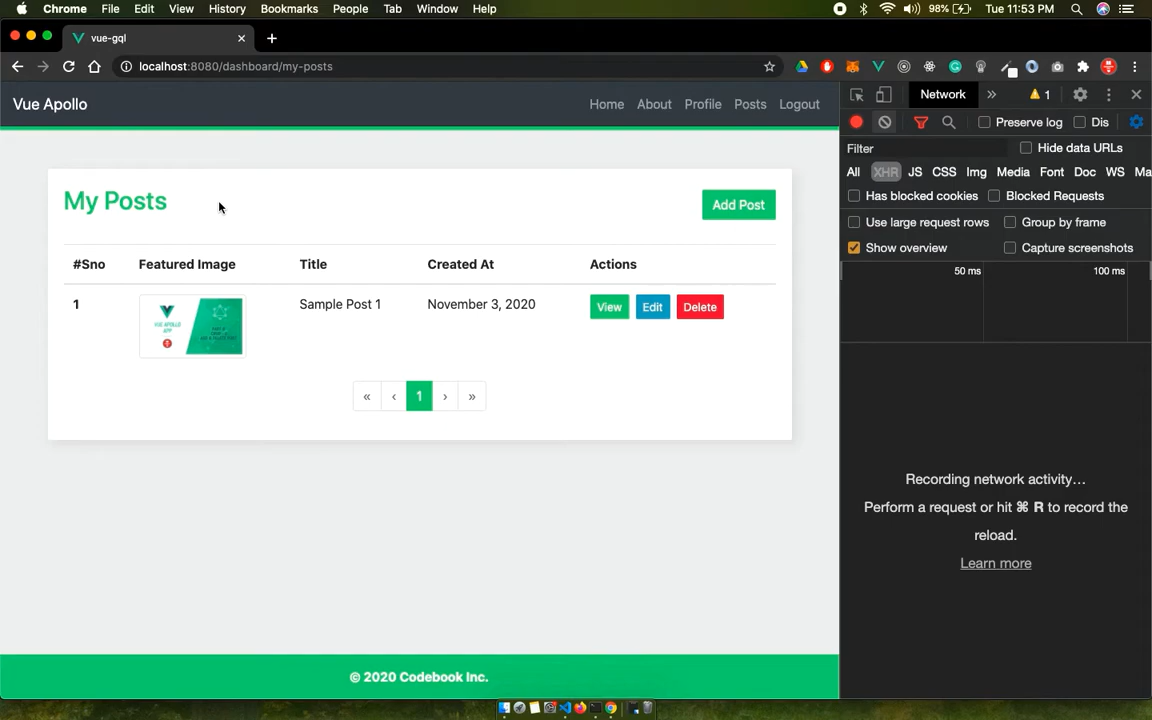 Chrome File Edit View History Bookmarks People Tab Window Help 98% Tue 11:53 PM
vue-gql
localhost:8080/dashboard/my-posts
Vue Apollo Home About Profile Posts Logout
My Posts
Add Post
#Sno Featured Image Title Created At Actions
1 Sample Post 1 November 3, 2020 View Edit Delete
VUE APOLLO
APP
« ‹ 1 › »
© 2020 Codebook Inc.
Network » 1
Preserve log Dis
Filter Hide data URLs
All XHR JS CSS Img Media Font Doc WS Ma
Has blocked cookies Blocked Requests
Use large request rows Group by frame
Show overview Capture screenshots
50 ms 100 ms
Recording network activity…
Perform a request or hit ⌘ R to record the
reload.
Learn more